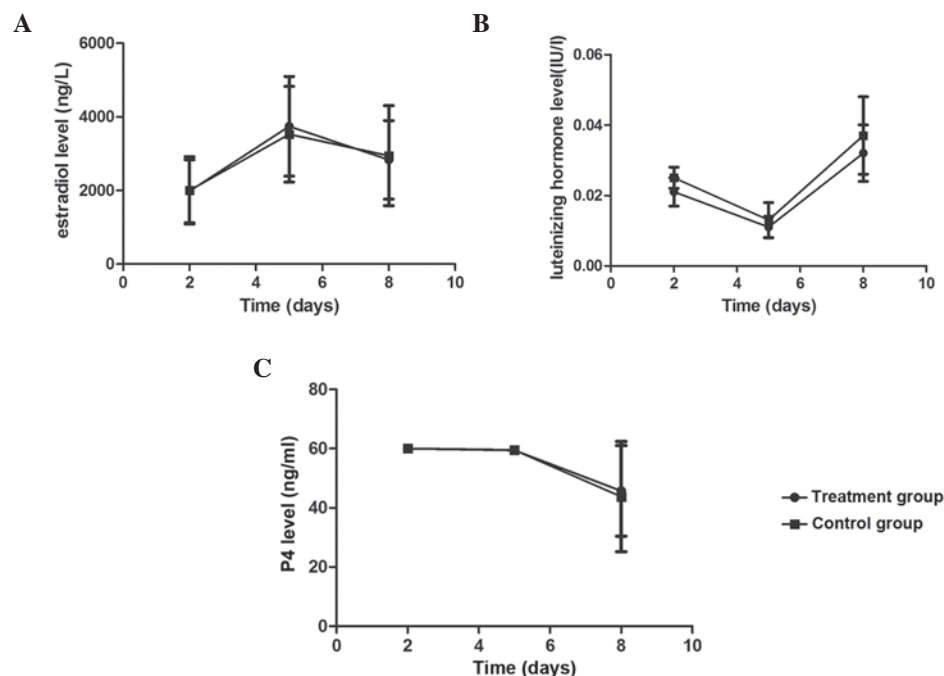 A
estradiol level (ng/L)
6000
4000
2000
0
0 2 4 6 8 10
Time (days)
B
luteinizing hormone level(IU/l)
0.06
0.04
0.02
0.00
0 2 4 6 8 10
Time (days)
C
P4 level (ng/ml)
80
60
40
20
0
0 2 4 6 8 10
Time (days)
Treatment group
Control group